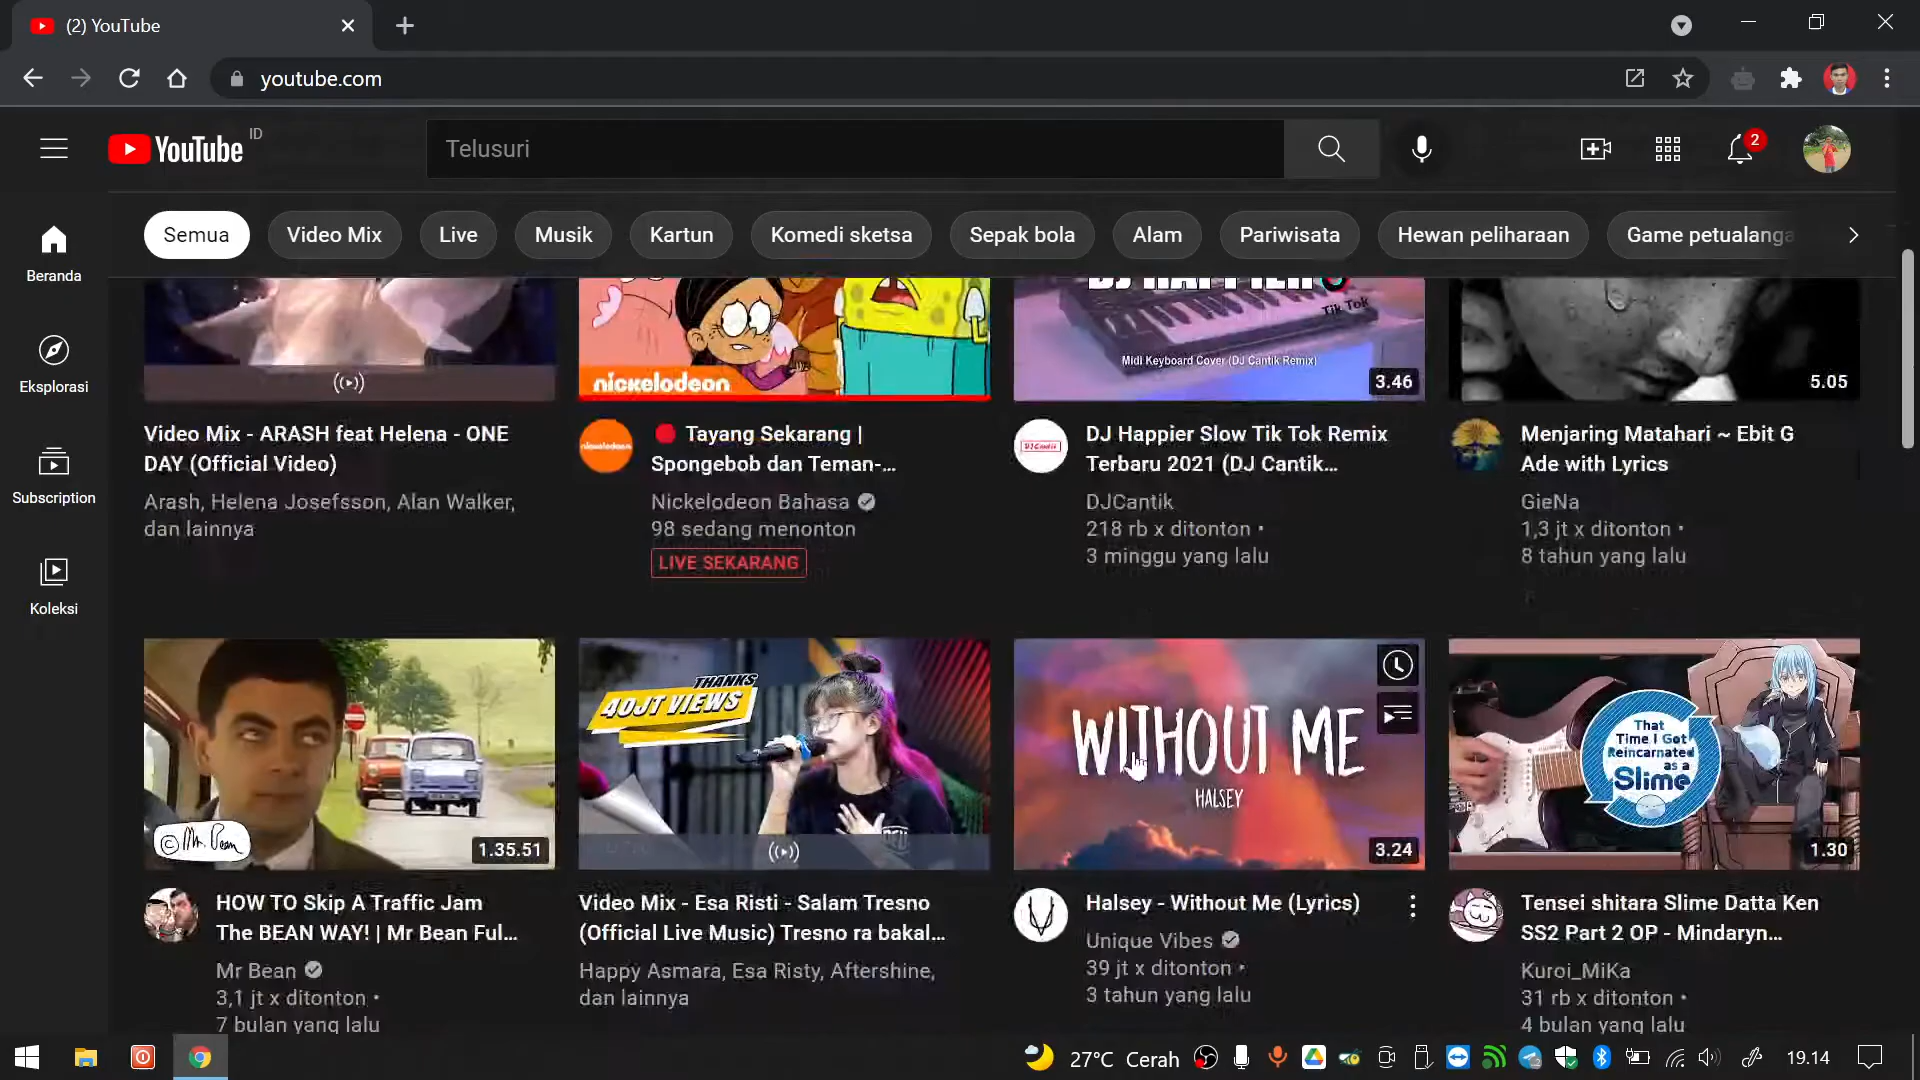 (2) YouTube
youtube.com
YouTube ID
Telusuri
2
Semua
Video Mix
Live
Musik
Kartun
Komedi sketsa
Sepak bola
Alam
Pariwisata
Hewan peliharaan
Game petualanga
Beranda
Eksplorasi
Subscription
Koleksi
nickelodeon
DJ HAPPIER
Tik Tok
Midi Keyboard Cover (DJ Cantik Remix)
3.46
5.05
Video Mix - ARASH feat Helena - ONE
DAY (Official Video)
Arash, Helena Josefsson, Alan Walker,
dan lainnya
nickelodeon
Tayang Sekarang |
Spongebob dan Teman-...
Nickelodeon Bahasa
98 sedang menonton
LIVE SEKARANG
DJCantik
DJ Happier Slow Tik Tok Remix
Terbaru 2021 (DJ Cantik...
DJCantik
218 rb x ditonton •
3 minggu yang lalu
Menjaring Matahari ~ Ebit G
Ade with Lyrics
GieNa
1,3 jt x ditonton •
8 tahun yang lalu
©Mr. Bean
1.35.51
THANKS
40JT VIEWS
WITHOUT ME
HALSEY
3.24
That
Time I Got
Reincarnated
as a
Slime
1.30
HOW TO Skip A Traffic Jam
The BEAN WAY! | Mr Bean Ful...
Mr Bean
3,1 jt x ditonton •
7 bulan yang lalu
Video Mix - Esa Risti - Salam Tresno
(Official Live Music) Tresno ra bakal...
Happy Asmara, Esa Risty, Aftershine,
dan lainnya
Halsey - Without Me (Lyrics)
Unique Vibes
39 jt x ditonton •
3 tahun yang lalu
Tensei shitara Slime Datta Ken
SS2 Part 2 OP - Mindaryn...
Kuroi_MiKa
31 rb x ditonton •
4 bulan yang lalu
27°C Cerah
19.14